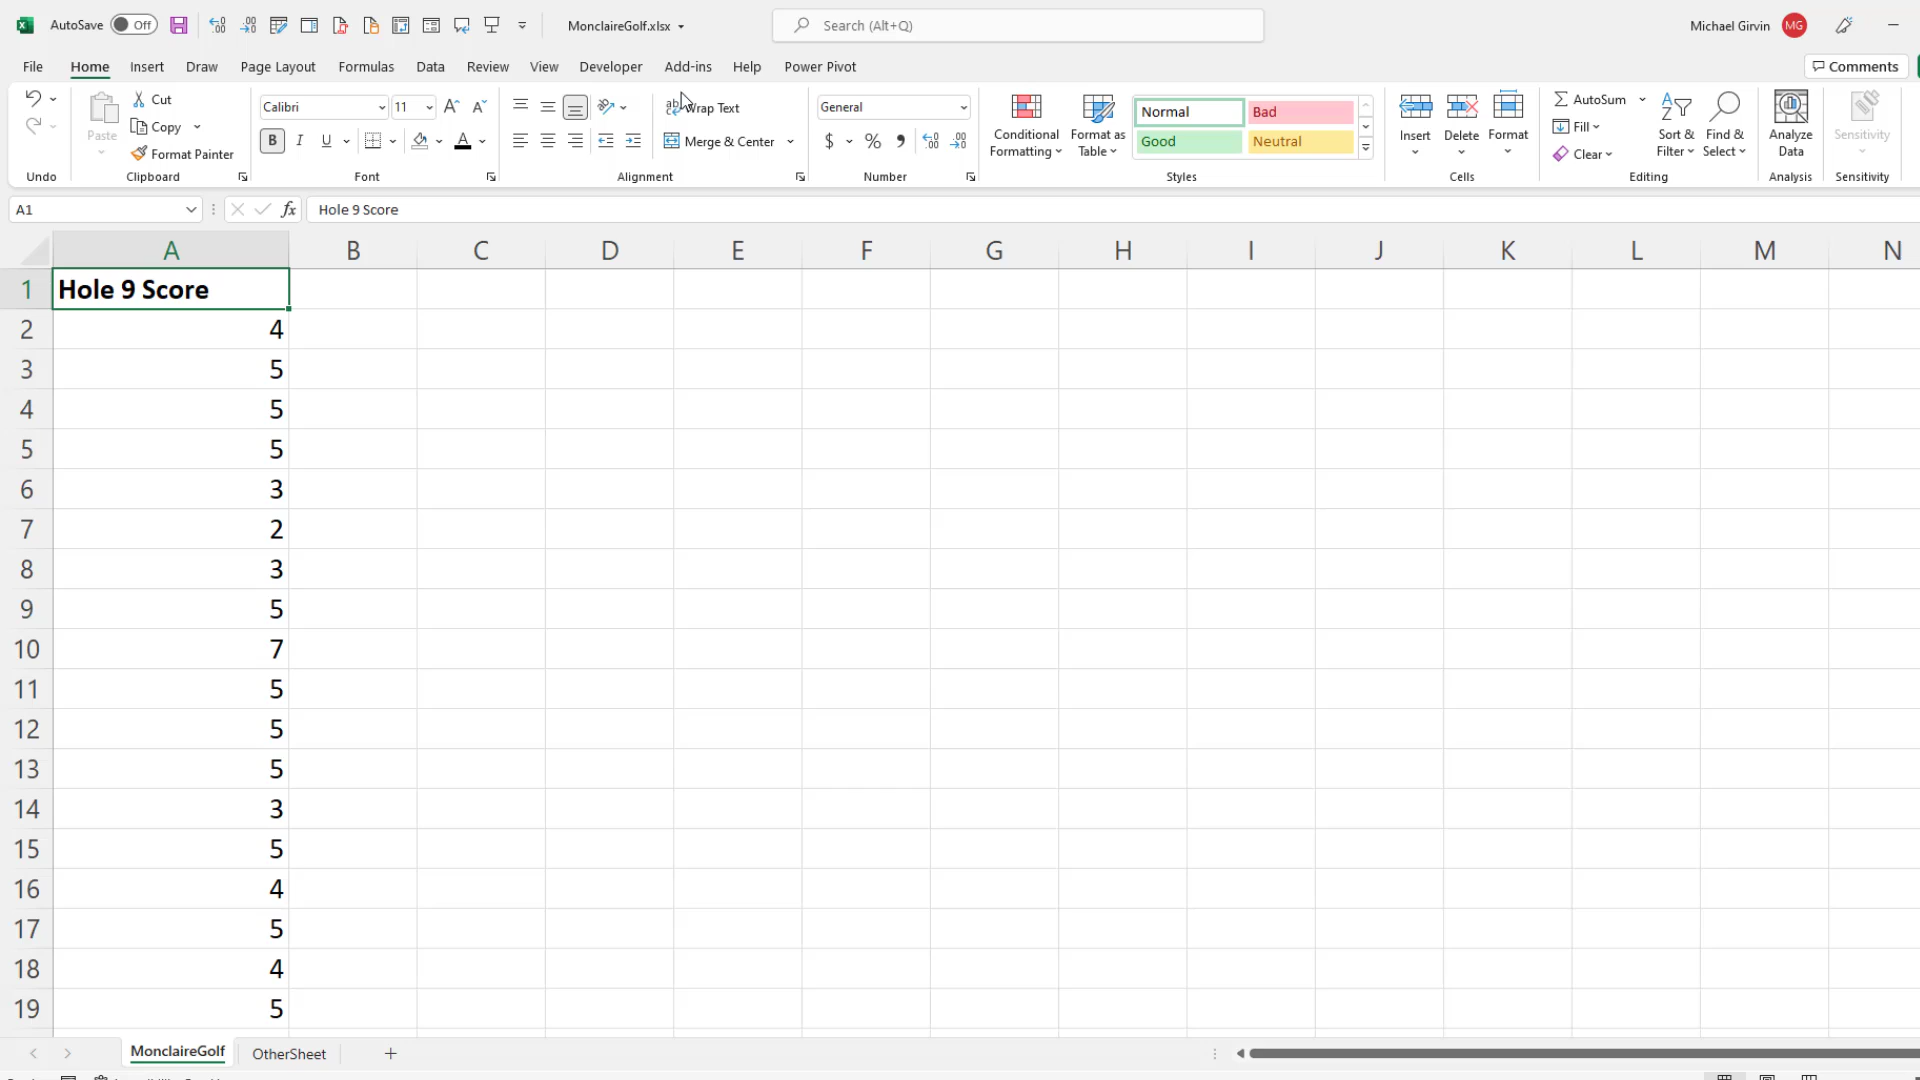 AutoSave Off MonclaireGolf.xlsx Search (Alt+Q) Michael Girvin MG
File Home Insert Draw Page Layout Formulas Data Review View Developer Add-ins Help Power Pivot Comments
Cut
Copy
Format Painter
Paste
Undo
Clipboard
Calibri 11
B I U A
Font
Wrap Text
Merge & Center
Alignment
General
$ % ,
Number
Conditional Formatting
Format as Table
Normal Bad
Good Neutral
Styles
Insert Delete Format
Cells
AutoSum
Fill
Clear
Sort & Filter
Find & Select
Editing
Analyze Data
Analysis
Sensitivity
Sensitivity
A1 fx Hole 9 Score
A B C D E F G H I J K L M N
1 Hole 9 Score
2 4
3 5
4 5
5 5
6 3
7 2
8 3
9 5
10 7
11 5
12 5
13 5
14 3
15 5
16 4
17 5
18 4
19 5
MonclaireGolf OtherSheet